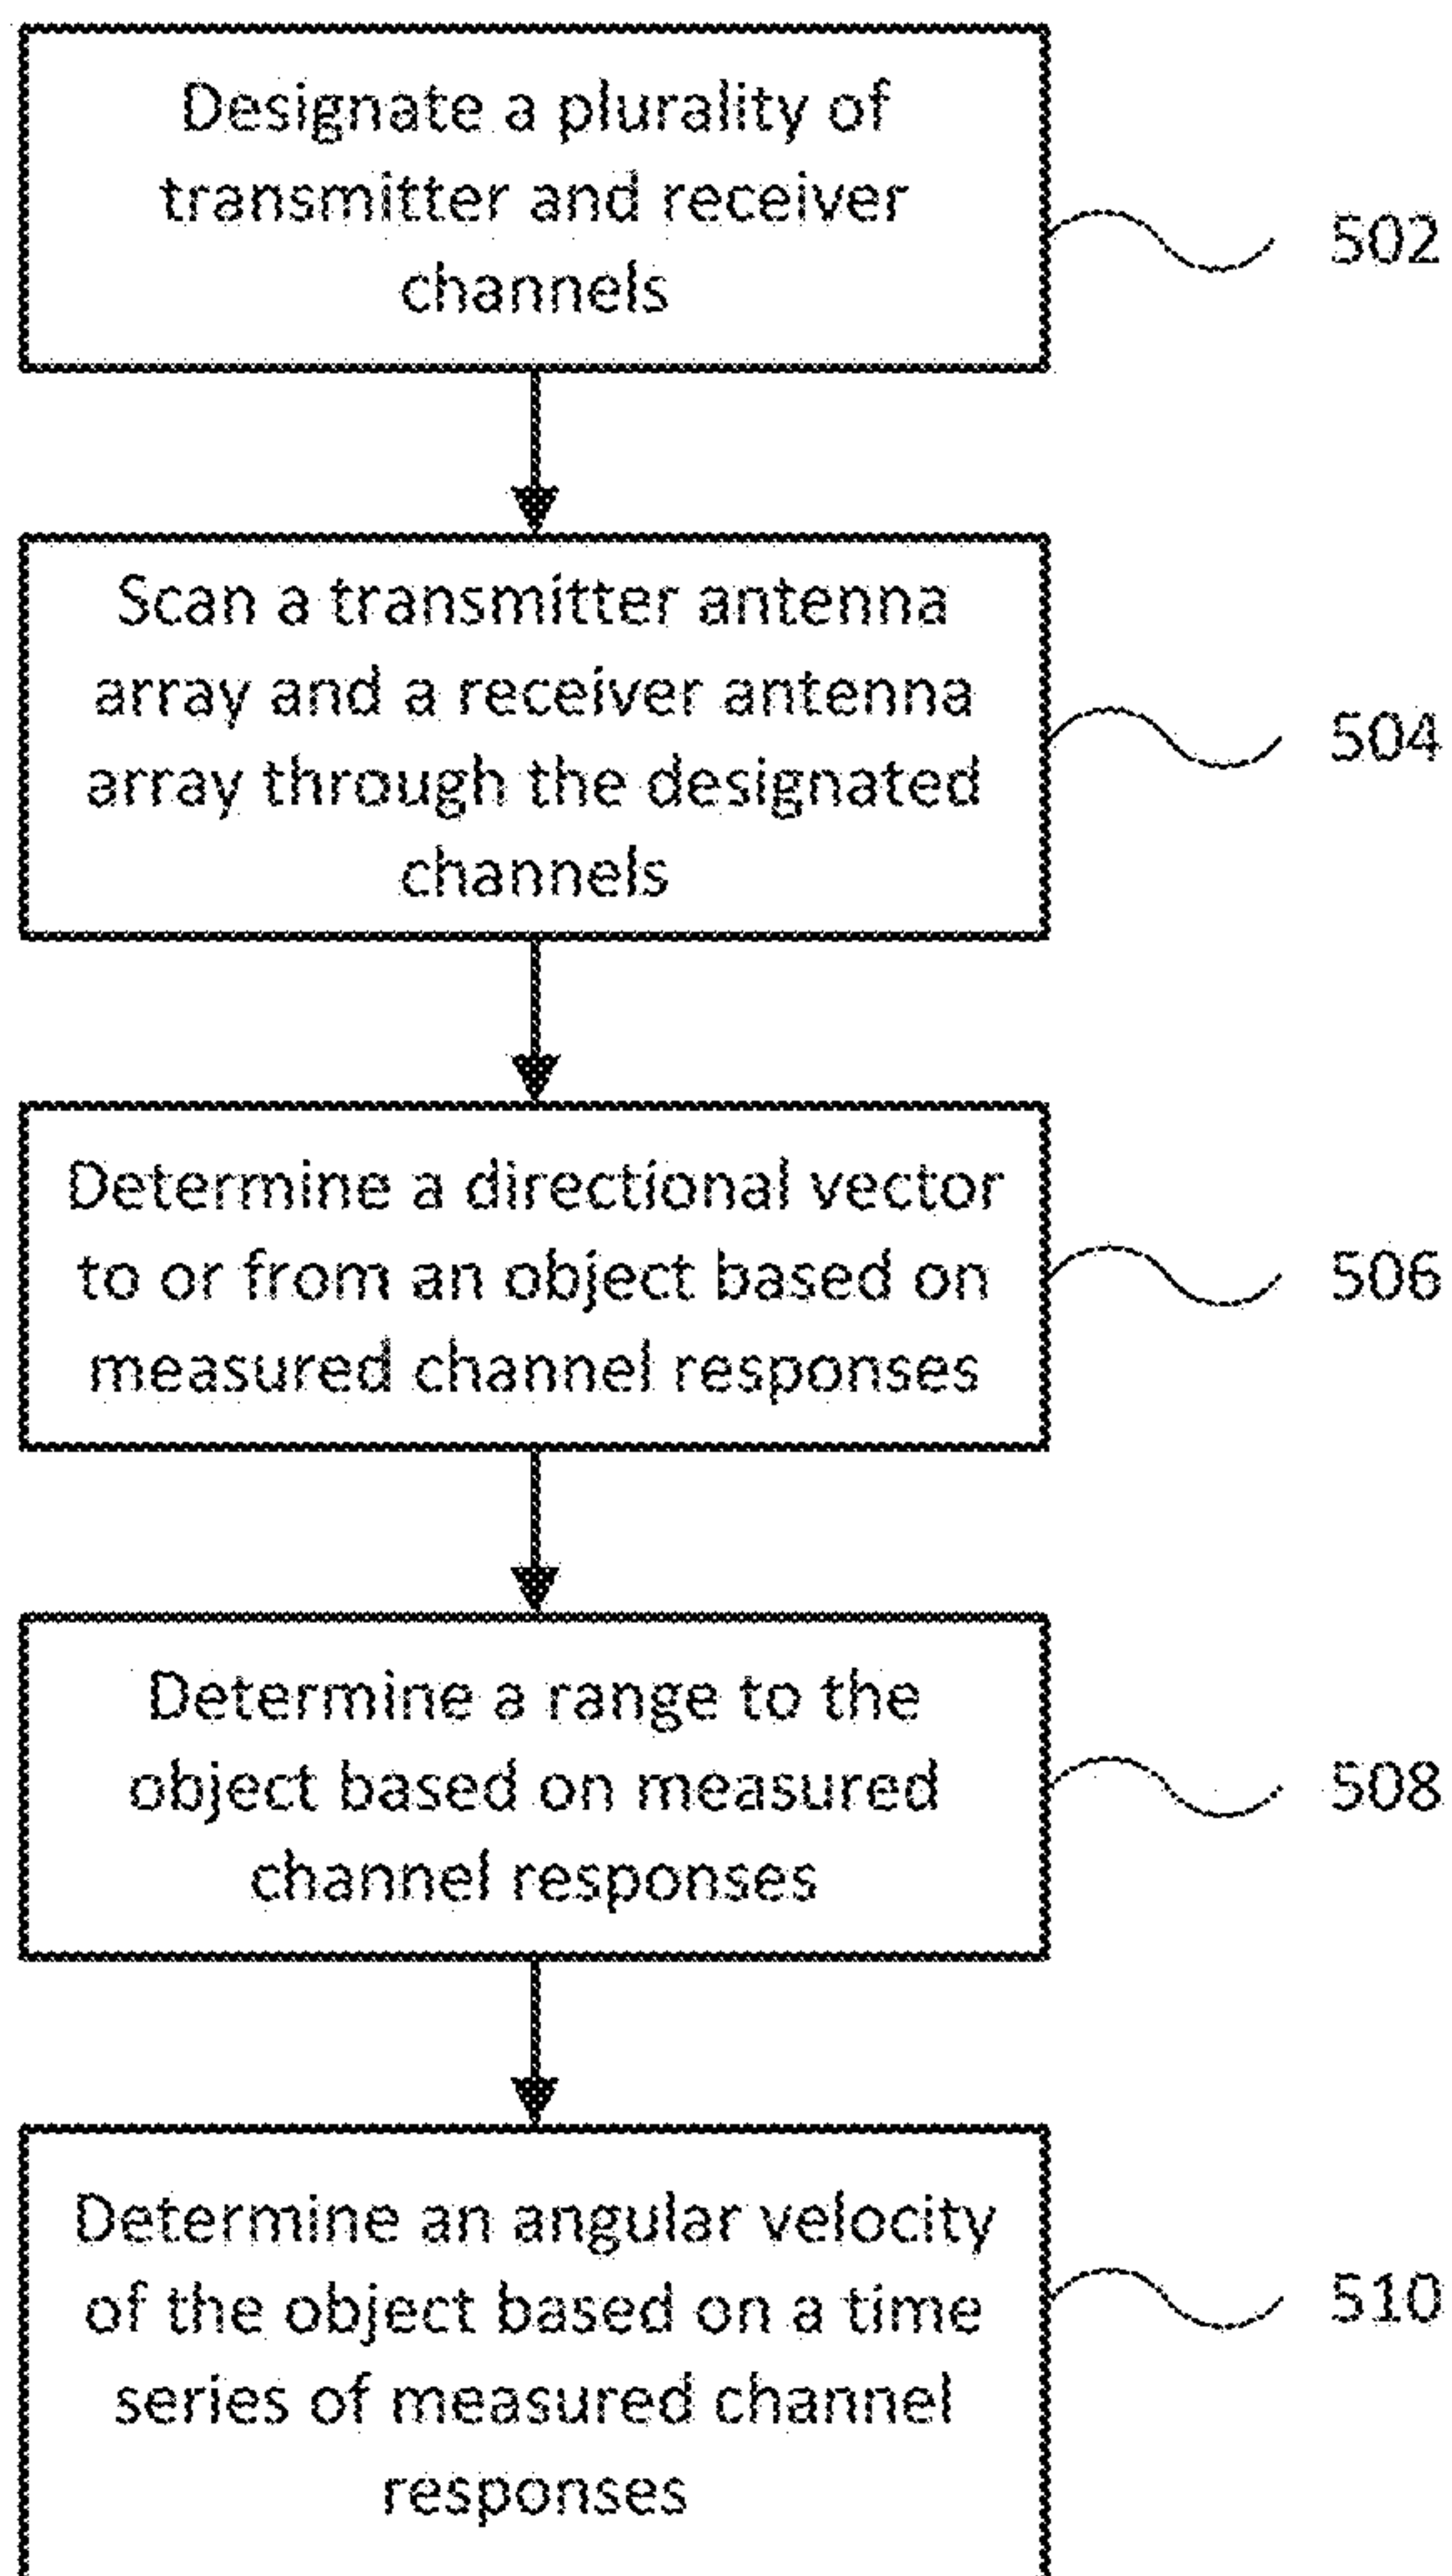 Designate a plurality of
transmitter and receiver
channels
502
Scan a transmitter antenna
array and a receiver antenna
array through the designated
channels
504
Determine a directional vector
to or from an object based on
measured channel responses
506
Determine a range to the
object based on measured
channel responses
508
Determine an angular velocity
of the object based on a time
series of measured channel
responses
510